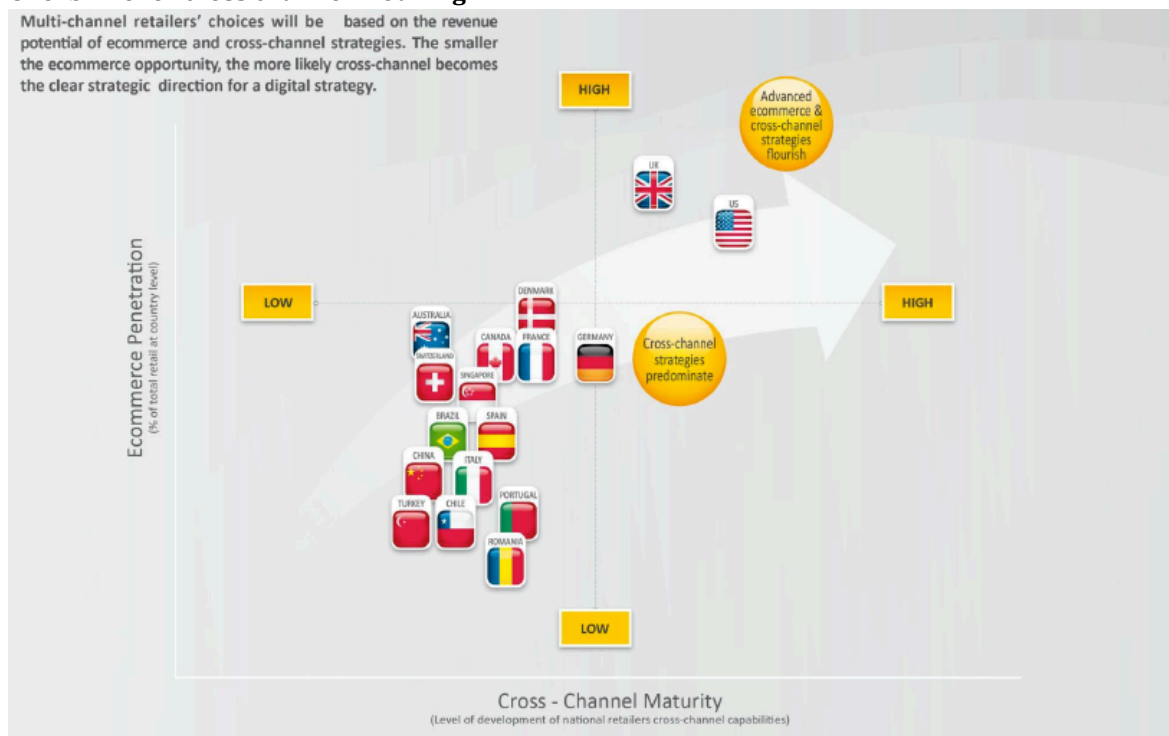 Multi-channel retailers' choices will be based on the revenue
potential of ecommerce and cross-channel strategies. The smaller
the ecommerce opportunity, the more likely cross-channel becomes
the clear strategic direction for a digital strategy.
HIGH
Advanced
ecommerce &
cross-channel
strategies
flourish
UK
US
Ecommerce Penetration
(% of total retail at country level)
LOW
HIGH
DENMARK
AUSTRALIA
CANADA
FRANCE
GERMANY
Cross-channel
strategies
predominate
SWITZERLAND
SINGAPORE
BRAZIL
SPAIN
CHINA
ITALY
TURKEY
CHILE
PORTUGAL
ROMANIA
LOW
Cross - Channel Maturity
(Level of development of national retailers cross-channel capabilities)